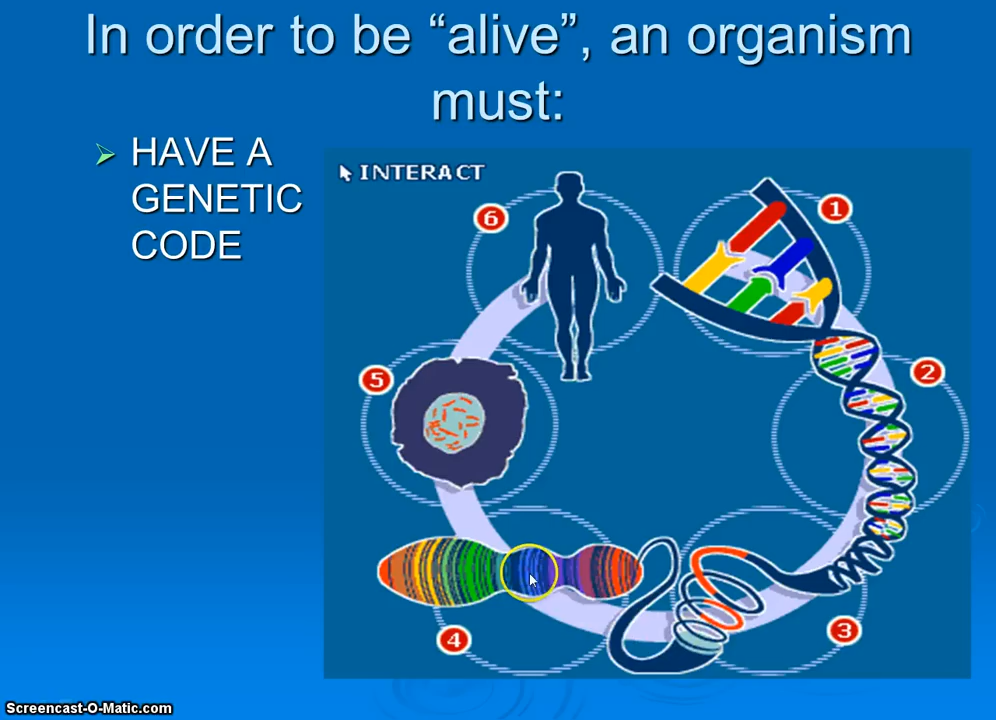 In order to be “alive”, an organism
must:
HAVE A
GENETIC
CODE
INTERACT
6
1
5
2
4
3
Screencast-O-Matic.com